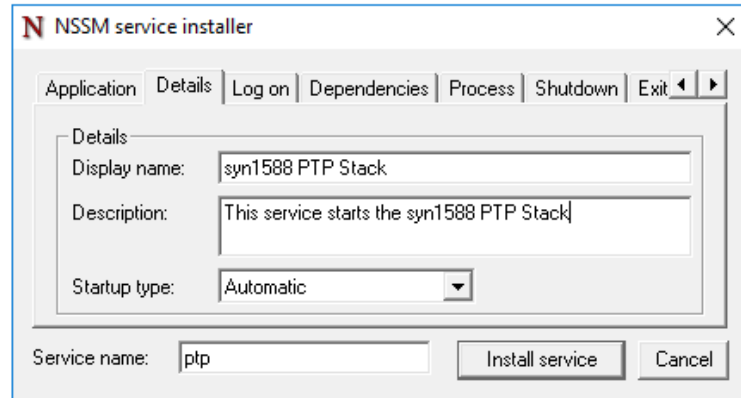 N NSSM service installer
Application Details Log on Dependencies Process Shutdown Exit
Details
Display name: syn1588 PTP Stack
Description: This service starts the syn1588 PTP Stack
Startup type: Automatic
Service name: ptp Install service Cancel